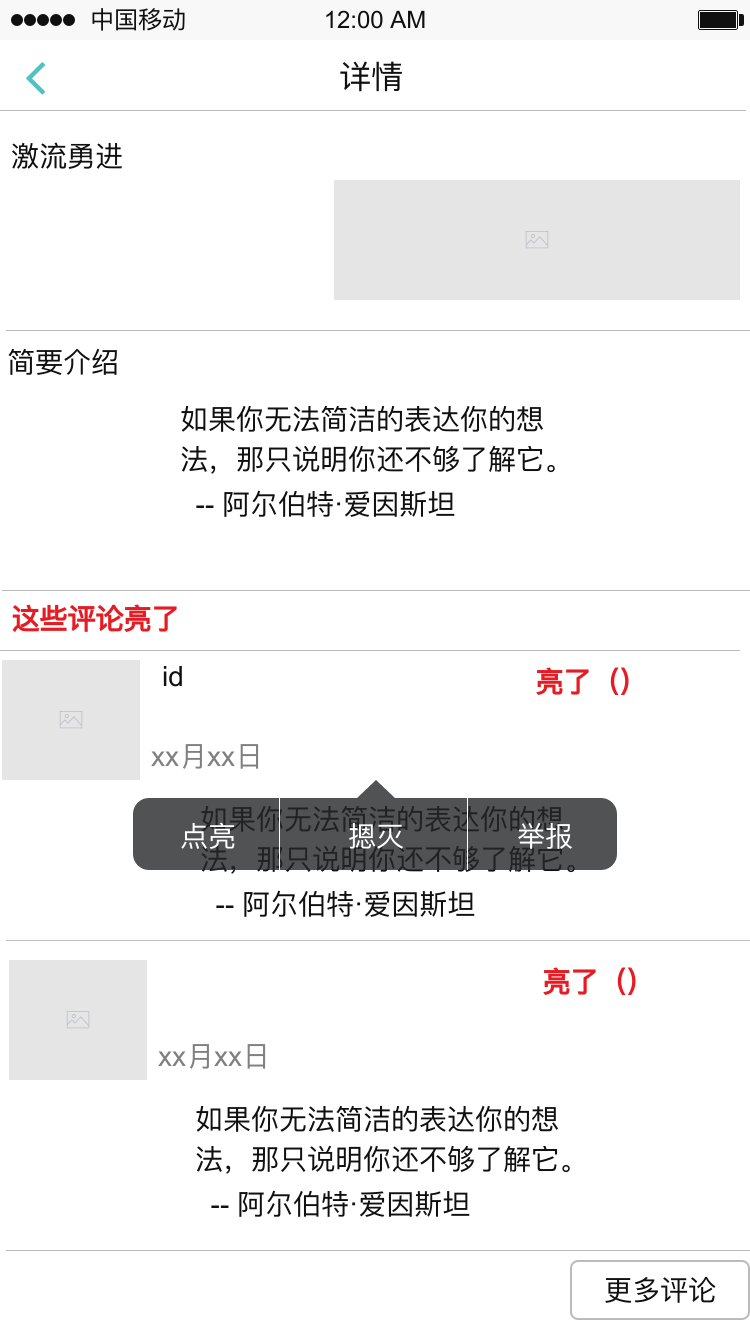 中国移动 12:00 AM
详情
激流勇进
简要介绍
如果你无法简洁的表达你的想
法，那只说明你还不够了解它。
-- 阿尔伯特·爱因斯坦
这些评论亮了
id 亮了（）
xx月xx日
如果你无法简洁的表达你的想
点亮 摁灭 举报
法，那只说明你还不够了解它。
-- 阿尔伯特·爱因斯坦
亮了（）
xx月xx日
如果你无法简洁的表达你的想
法，那只说明你还不够了解它。
-- 阿尔伯特·爱因斯坦
更多评论